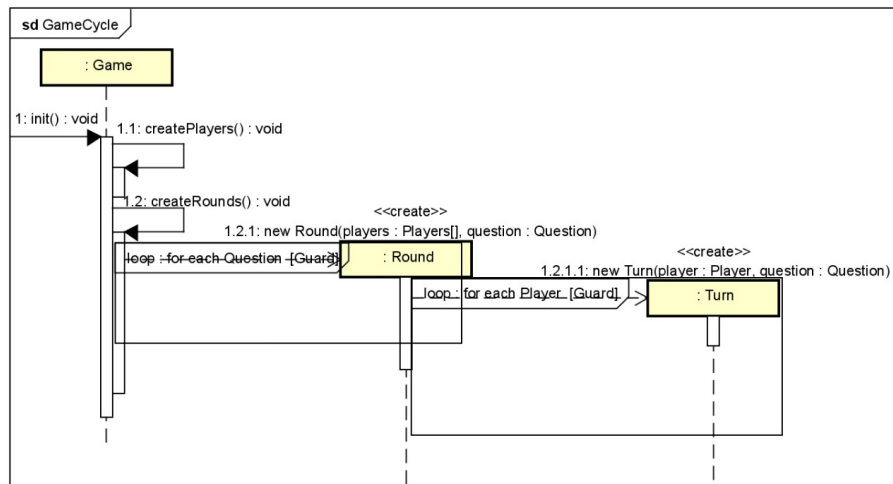 sd GameCycle
: Game
1: init() : void
1.1: createPlayers() : void
1.2: createRounds() : void
<<create>>
1.2.1: new Round(players : Players[], question : Question)
loop : for each Question [Guard]
: Round
<<create>>
1.2.1.1: new Turn(player : Player, question : Question)
loop : for each Player [Guard]
: Turn